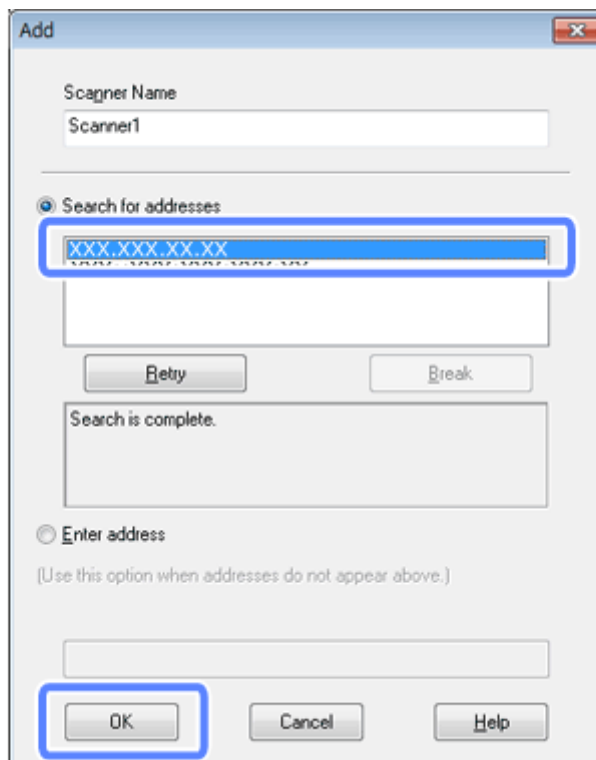 Add
Scanner Name
Scanner1
Search for addresses
XXX.XXX.XX.XX
Retry
Break
Search is complete.
Enter address
(Use this option when addresses do not appear above.)
OK
Cancel
Help